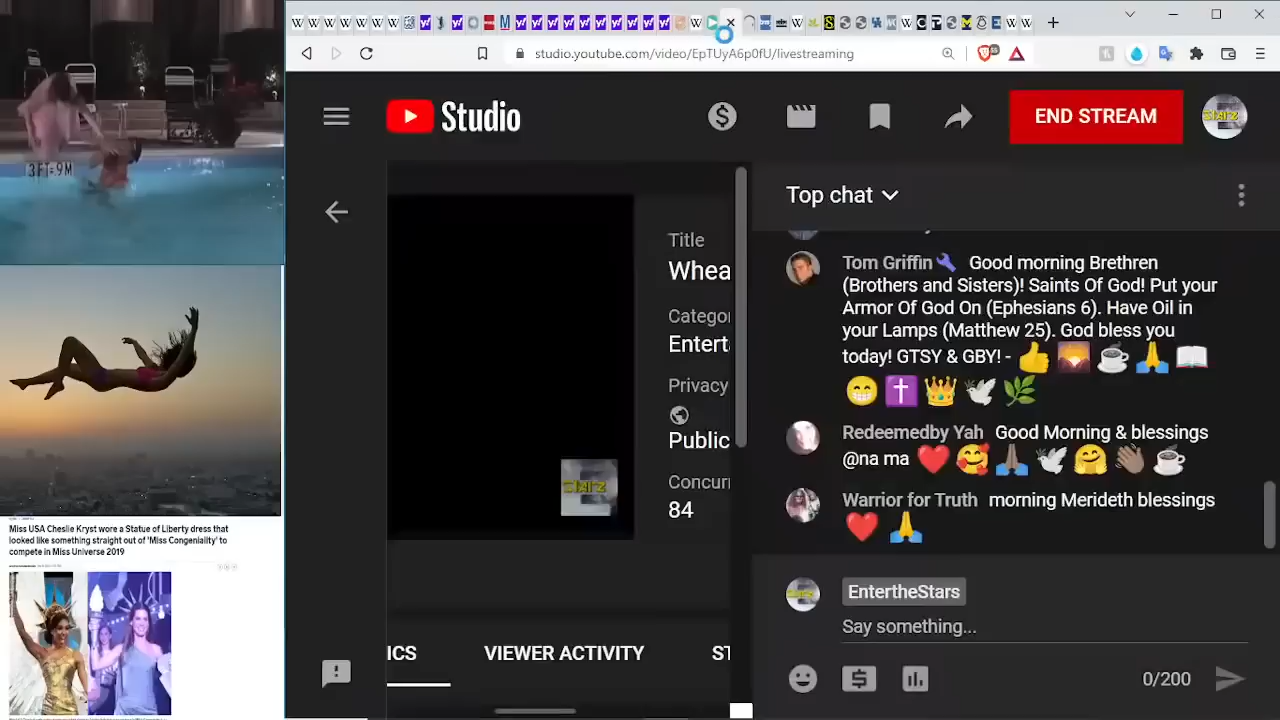 3 FT-9M
Miss USA Cheslie Kryst wore a Statue of Liberty dress that
looked like something straight out of 'Miss Congeniality' to
compete in Miss Universe 2019
studio.youtube.com/video/EpTUyA6p0fU/livestreaming
Studio
END STREAM
Title
Whea
Categor
Enterta
Privacy
Public
Concurr
84
ICS
VIEWER ACTIVITY
ST
Top chat
Tom Griffin🔧 Good morning Brethren
(Brothers and Sisters)! Saints Of God! Put your
Armor Of God On (Ephesians 6). Have Oil in
your Lamps (Matthew 25). God bless you
today! GTSY & GBY! - 👍🌅☕🙏📖
😁✝️👑🕊️🌿
Redeemedby Yah Good Morning & blessings
@na ma ❤️🥰🙏🏽🕊️🤗👋🏽☕
Warrior for Truth morning Merideth blessings
❤️🙏
EntertheStars
Say something...
0/200